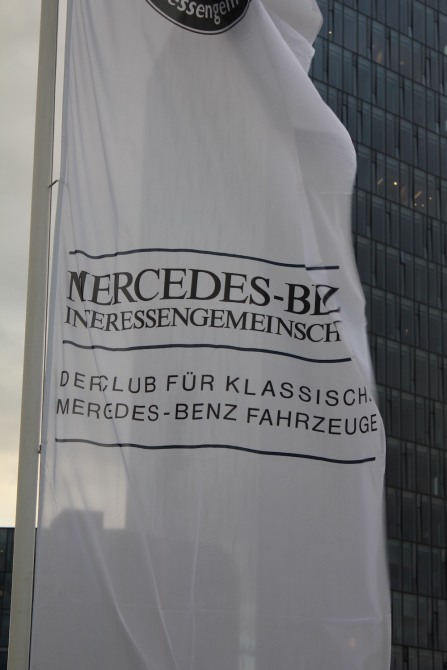 essengem
MERCEDES-BE
INTERESSENGEMEINSCH
DER CLUB FÜR KLASSISCH.
MERCEDES-BENZ FAHRZEUGE